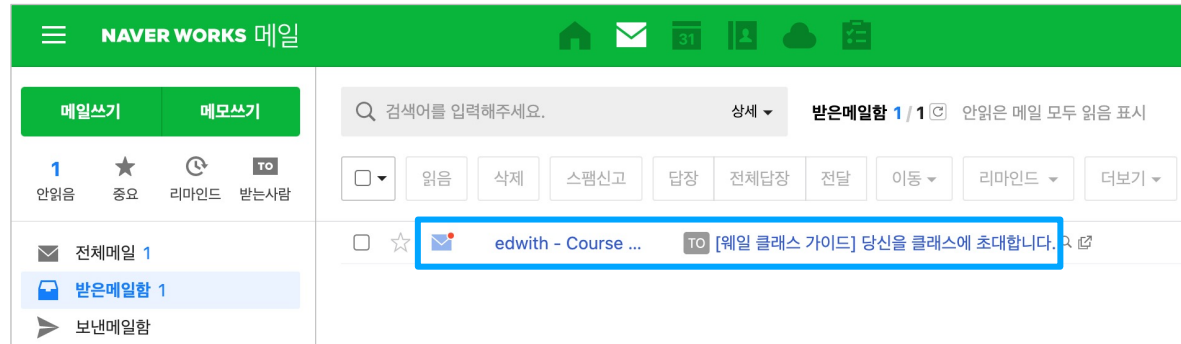 NAVER WORKS 메일
31
메일쓰기 메모쓰기
검색어를 입력해주세요. 상세
받은메일함 1 / 1 안읽은 메일 모두 읽음 표시
1 TO
안읽음 중요 리마인드 받는사람
읽음 삭제 스팸신고 답장 전체답장 전달 이동 리마인드 더보기
edwith - Course ... TO [웨일 클래스 가이드] 당신을 클래스에 초대합니다.
전체메일 1
받은메일함 1
보낸메일함